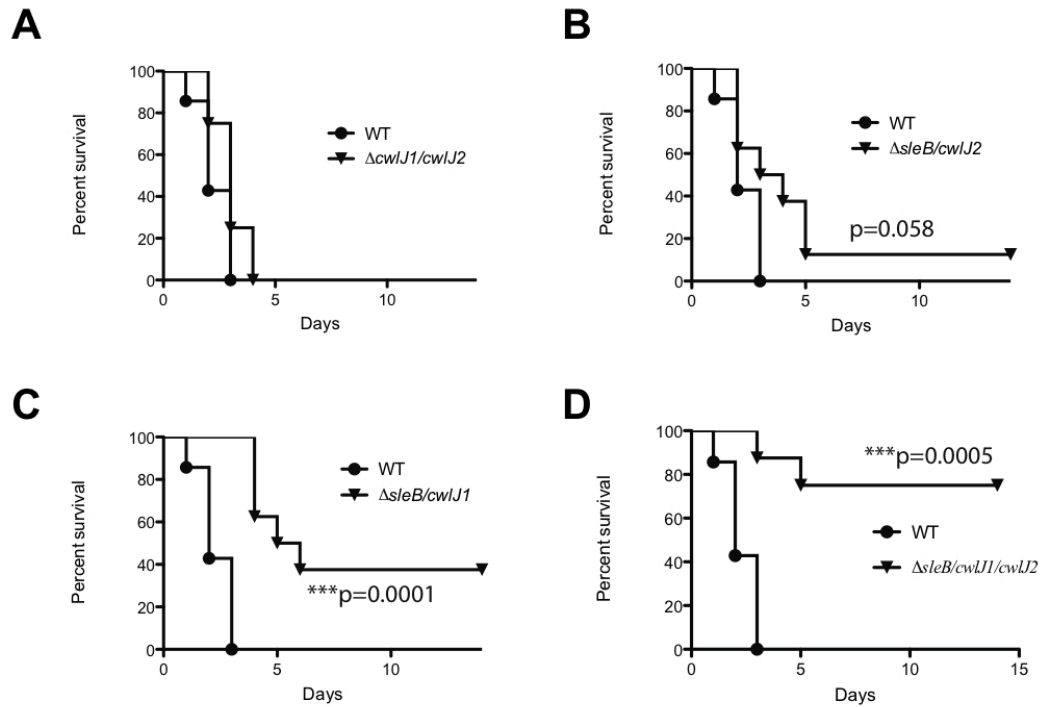 A
100
80
60
40
20
0
Percent survival
WT
ΔcwlJ1/cwlJ2
0 5 10
Days
B
100
80
60
40
20
0
Percent survival
WT
ΔsleB/cwlJ2
p=0.058
0 5 10
Days
C
100
80
60
40
20
0
Percent survival
WT
ΔsleB/cwlJ1
***p=0.0001
0 5 10
Days
D
100
80
60
40
20
0
Percent survival
***p=0.0005
WT
ΔsleB/cwlJ1/cwlJ2
0 5 10 15
Days